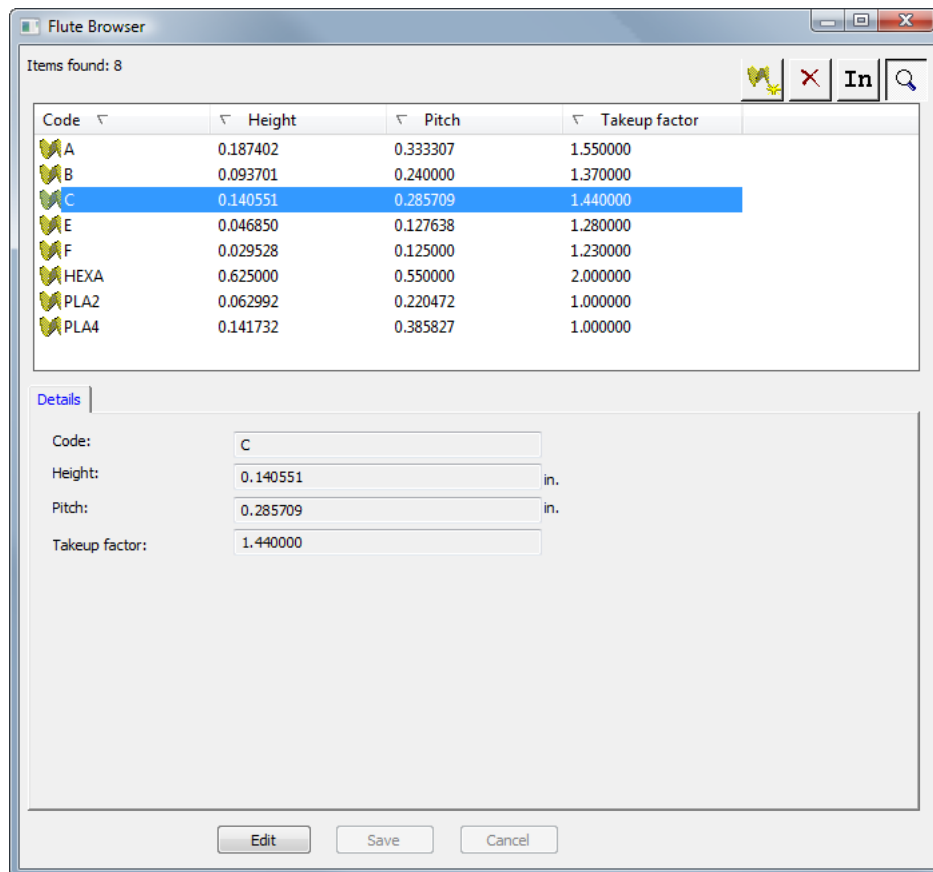 Flute Browser
Items found: 8
In
Code Height Pitch Takeup factor
A 0.187402 0.333307 1.550000
B 0.093701 0.240000 1.370000
C 0.140551 0.285709 1.440000
E 0.046850 0.127638 1.280000
F 0.029528 0.125000 1.230000
HEXA 0.625000 0.550000 2.000000
PLA2 0.062992 0.220472 1.000000
PLA4 0.141732 0.385827 1.000000
Details
Code: C
Height: 0.140551 in.
Pitch: 0.285709 in.
Takeup factor: 1.440000
Edit Save Cancel